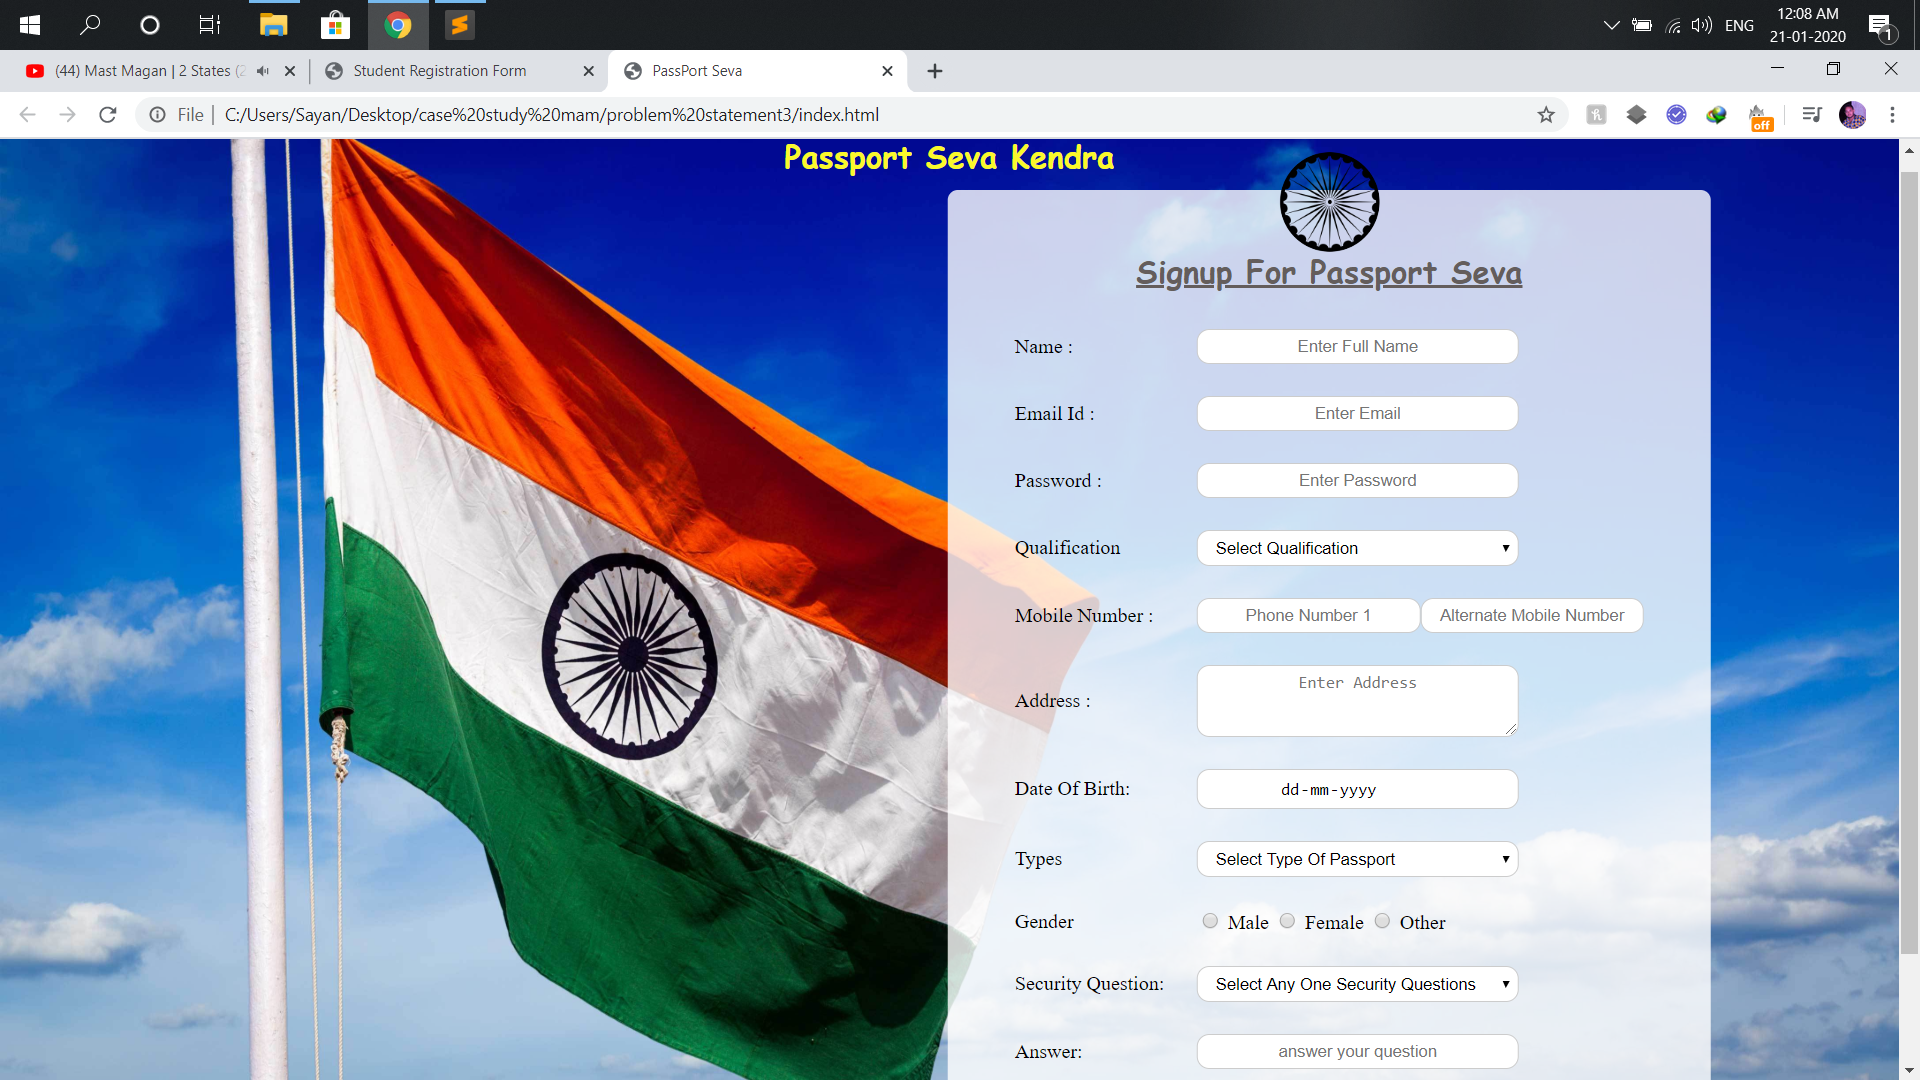 ENG
12:08 AM
21-01-2020
1
(44) Mast Magan | 2 States (2
Student Registration Form
PassPort Seva
File | C:/Users/Sayan/Desktop/case%20study%20mam/problem%20statement3/index.html
off
Passport Seva Kendra
Signup For Passport Seva
Name : Enter Full Name
Email Id : Enter Email
Password : Enter Password
Qualification Select Qualification
Mobile Number : Phone Number 1 Alternate Mobile Number
Address : Enter Address
Date Of Birth: dd-mm-yyyy
Types Select Type Of Passport
Gender Male Female Other
Security Question: Select Any One Security Questions
Answer: answer your question